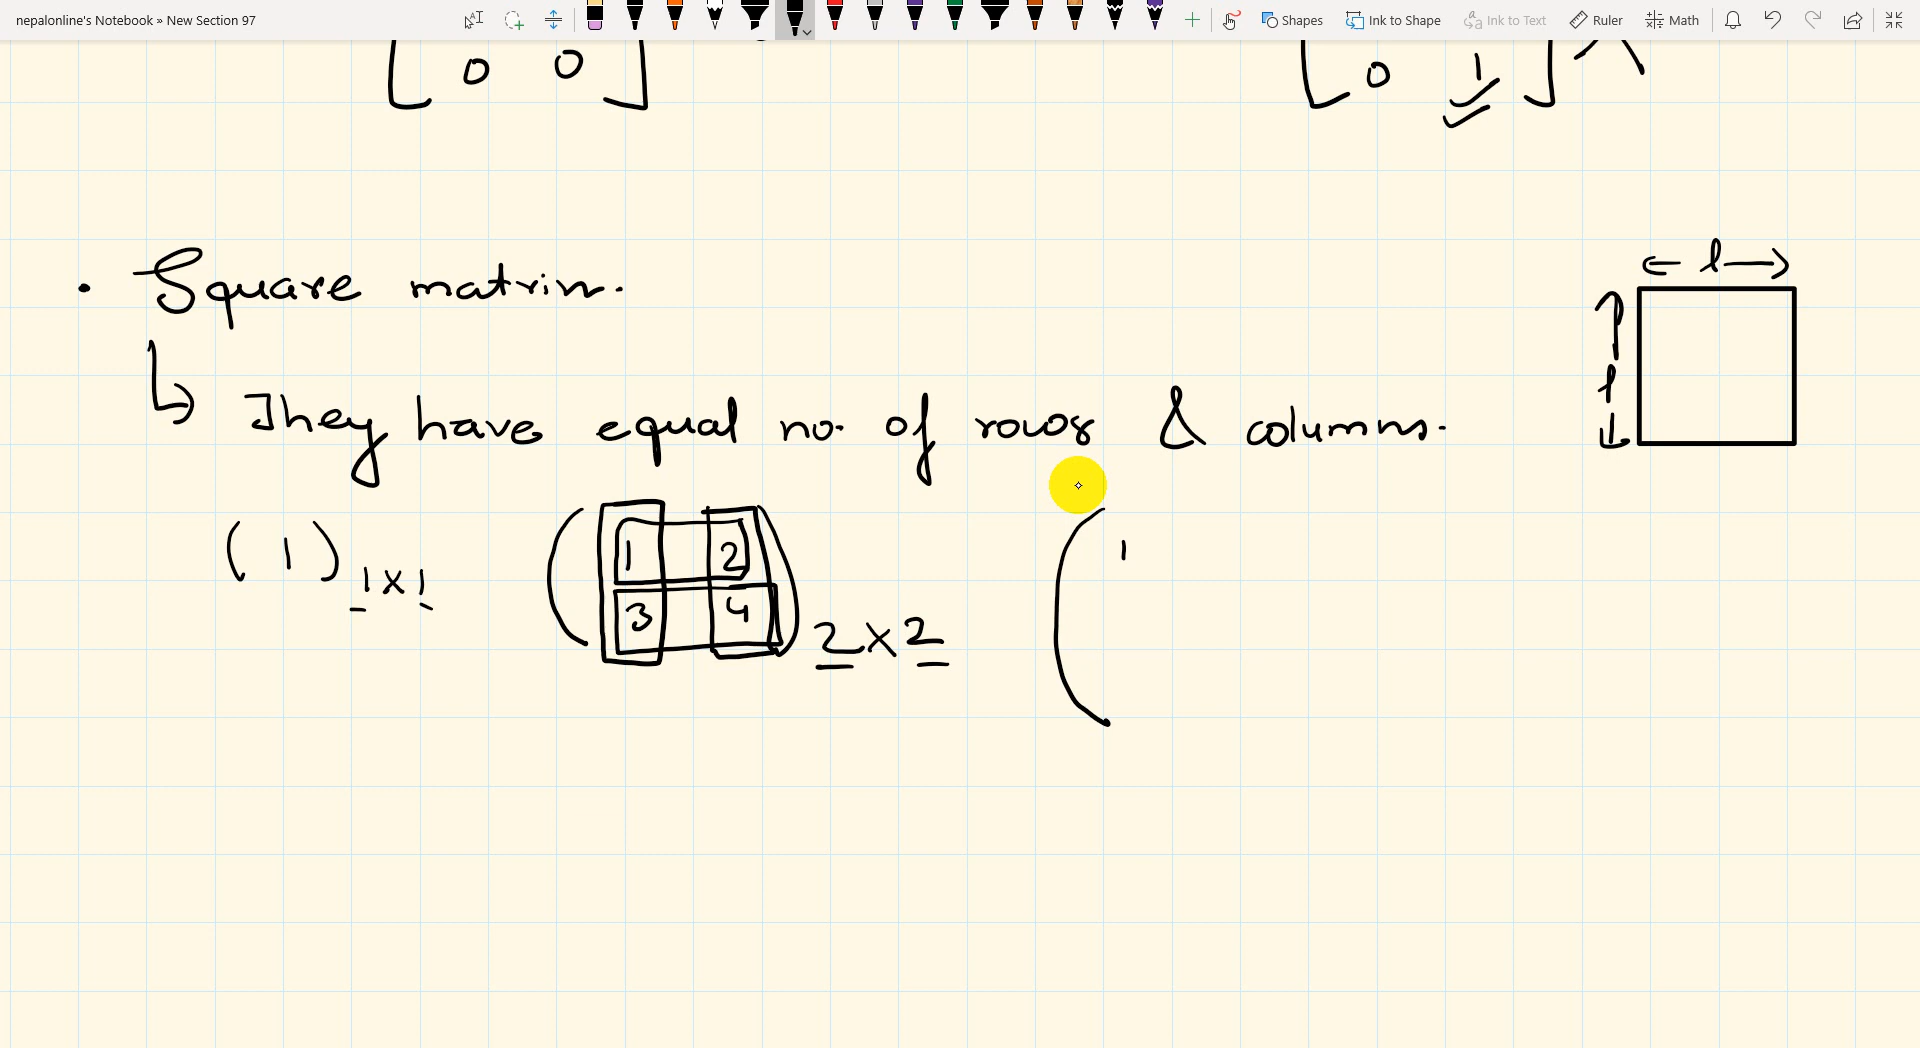 nepalonline's Notebook » New Section 97
Shapes Ink to Shape Ink to Text Ruler Math
0 0
0 1
. Square matrix.
l
They have equal no. of rows & columns.
l
(1) 1x1
( 1 2
3 4 ) 2x2
( 1